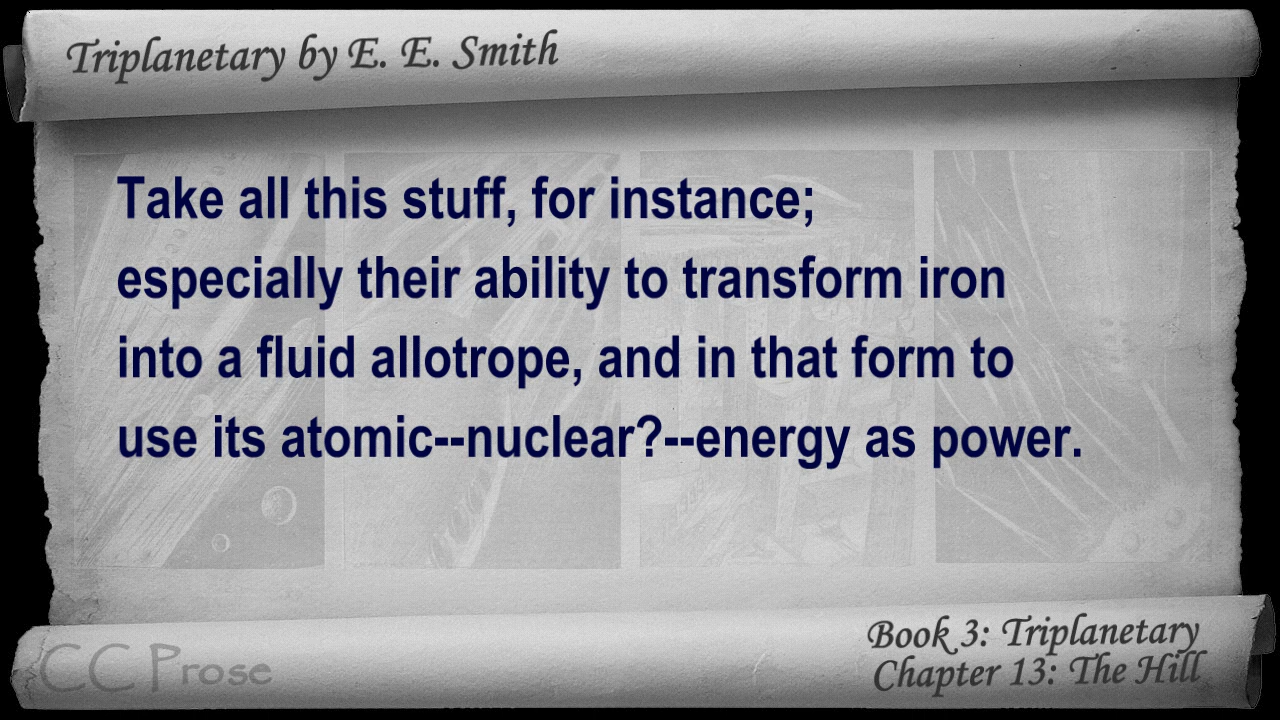 Triplanetary by E. E. Smith
Take all this stuff, for instance;
especially their ability to transform iron
into a fluid allotrope, and in that form to
use its atomic--nuclear?--energy as power.
Book 3: Triplanetary
Chapter 13: The Hill
CC Prose